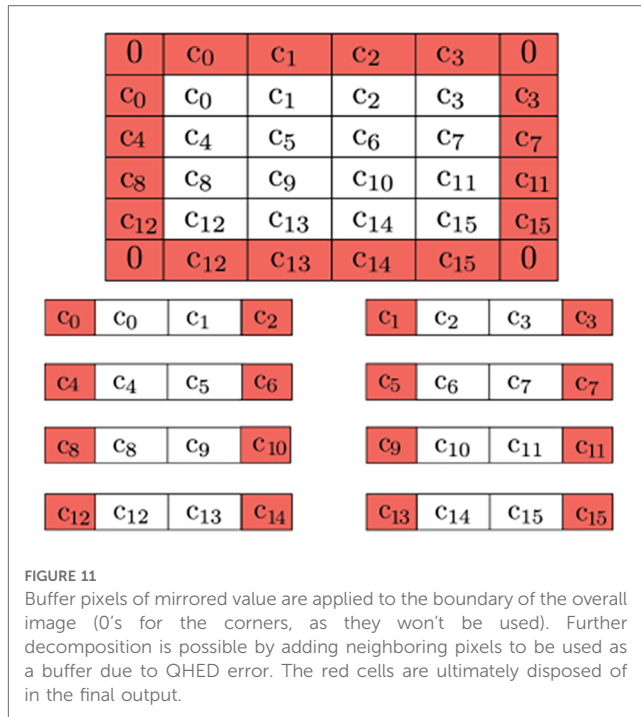 0 c₀ c₁ c₂ c₃ 0
c₀ c₀ c₁ c₂ c₃ c₃
c₄ c₄ c₅ c₆ c₇ c₇
c₈ c₈ c₉ c₁₀ c₁₁ c₁₁
c₁₂ c₁₂ c₁₃ c₁₄ c₁₅ c₁₅
0 c₁₂ c₁₃ c₁₄ c₁₅ 0
c₀ c₀ c₁ c₂ c₁ c₂ c₃ c₃
c₄ c₄ c₅ c₆ c₅ c₆ c₇ c₇
c₈ c₈ c₉ c₁₀ c₉ c₁₀ c₁₁ c₁₁
c₁₂ c₁₂ c₁₃ c₁₄ c₁₃ c₁₄ c₁₅ c₁₅
FIGURE 11
Buffer pixels of mirrored value are applied to the boundary of the overall
image (0's for the corners, as they won't be used). Further
decomposition is possible by adding neighboring pixels to be used as
a buffer due to QHED error. The red cells are ultimately disposed of
in the final output.